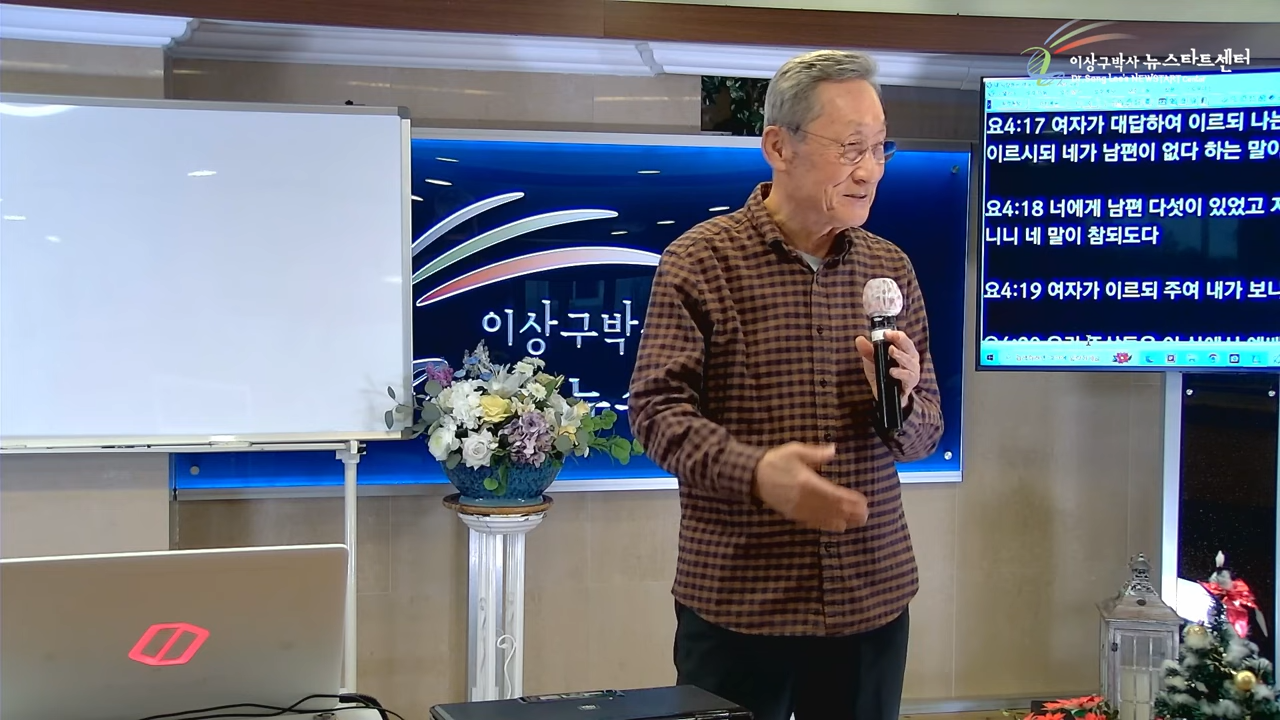 이상구박사 뉴스타트센터
요4:17 여자가 대답하여 이르되 나는
이르시되 네가 남편이 없다 하는 말이
요4:18 너에게 남편 다섯이 있었고
니니 네 말이 참되도다
요4:19 여자가 이르되 주여 내가 보니
이상구박